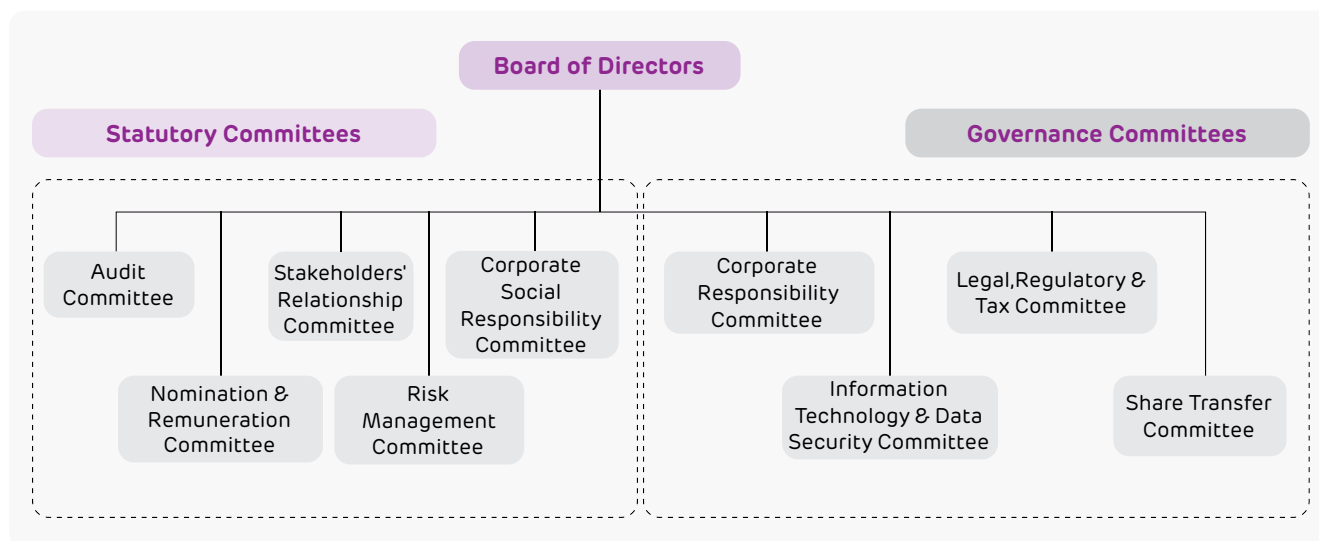 Board of Directors
Statutory Committees
Governance Committees
Audit
Committee
Stakeholders'
Relationship
Committee
Corporate
Social
Responsibility
Committee
Corporate
Responsibility
Committee
Legal,Regulatory &
Tax Committee
Nomination &
Remuneration
Committee
Risk
Management
Committee
Information
Technology & Data
Security Committee
Share Transfer
Committee